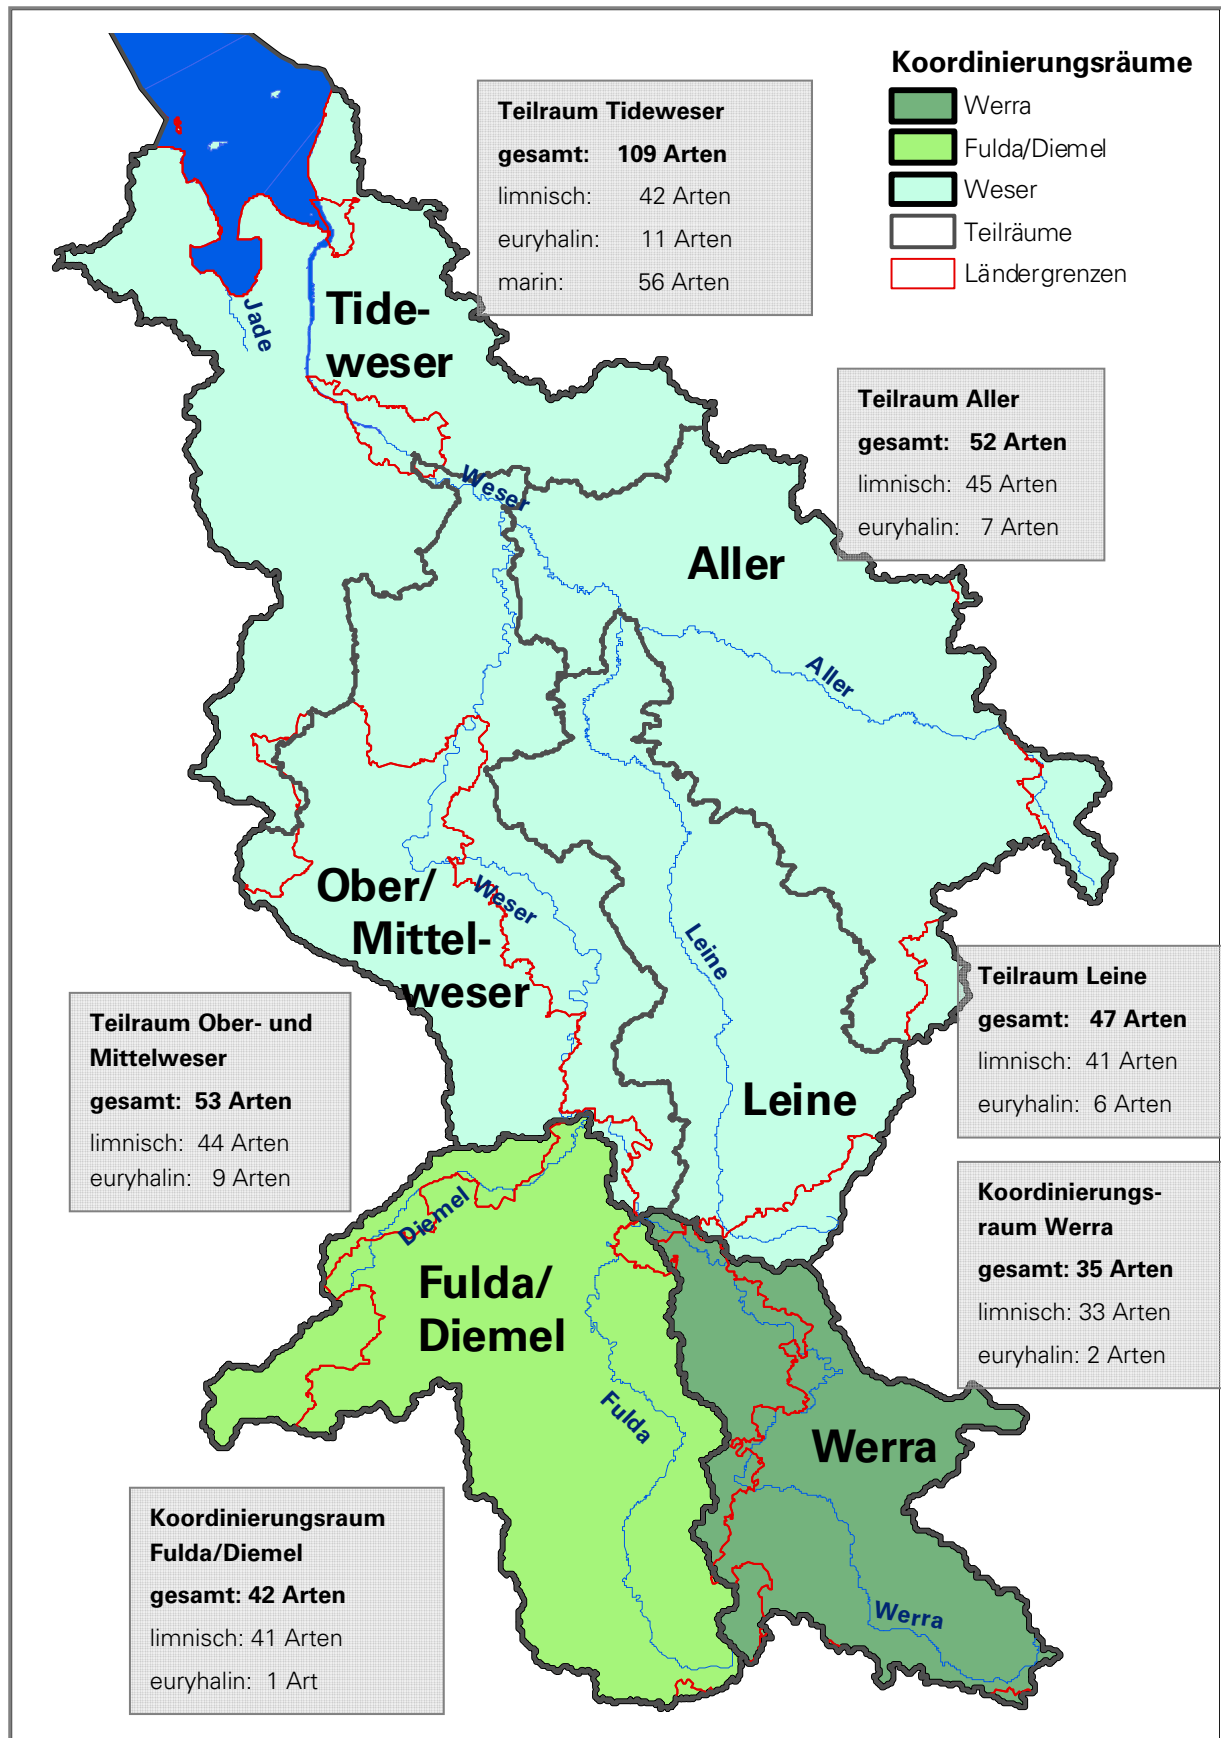 Koordinierungsräume
Werra
Fulda/Diemel
Weser
Teilräume
Ländergrenzen
Teilraum Tideweser
gesamt: 109 Arten
limnisch: 42 Arten
euryhalin: 11 Arten
marin: 56 Arten
Jade
Tide-
weser
Teilraum Aller
gesamt: 52 Arten
limnisch: 45 Arten
euryhalin: 7 Arten
Weser
Aller
Aller
Ober/
Mittel-
weser
Weser
Leine
Teilraum Leine
gesamt: 47 Arten
limnisch: 41 Arten
euryhalin: 6 Arten
Teilraum Ober- und
Mittelweser
gesamt: 53 Arten
limnisch: 44 Arten
euryhalin: 9 Arten
Leine
Koordinierungs-
raum Werra
gesamt: 35 Arten
limnisch: 33 Arten
euryhalin: 2 Arten
Diemel
Fulda/
Diemel
Fulda
Werra
Werra
Koordinierungsraum
Fulda/Diemel
gesamt: 42 Arten
limnisch: 41 Arten
euryhalin: 1 Art